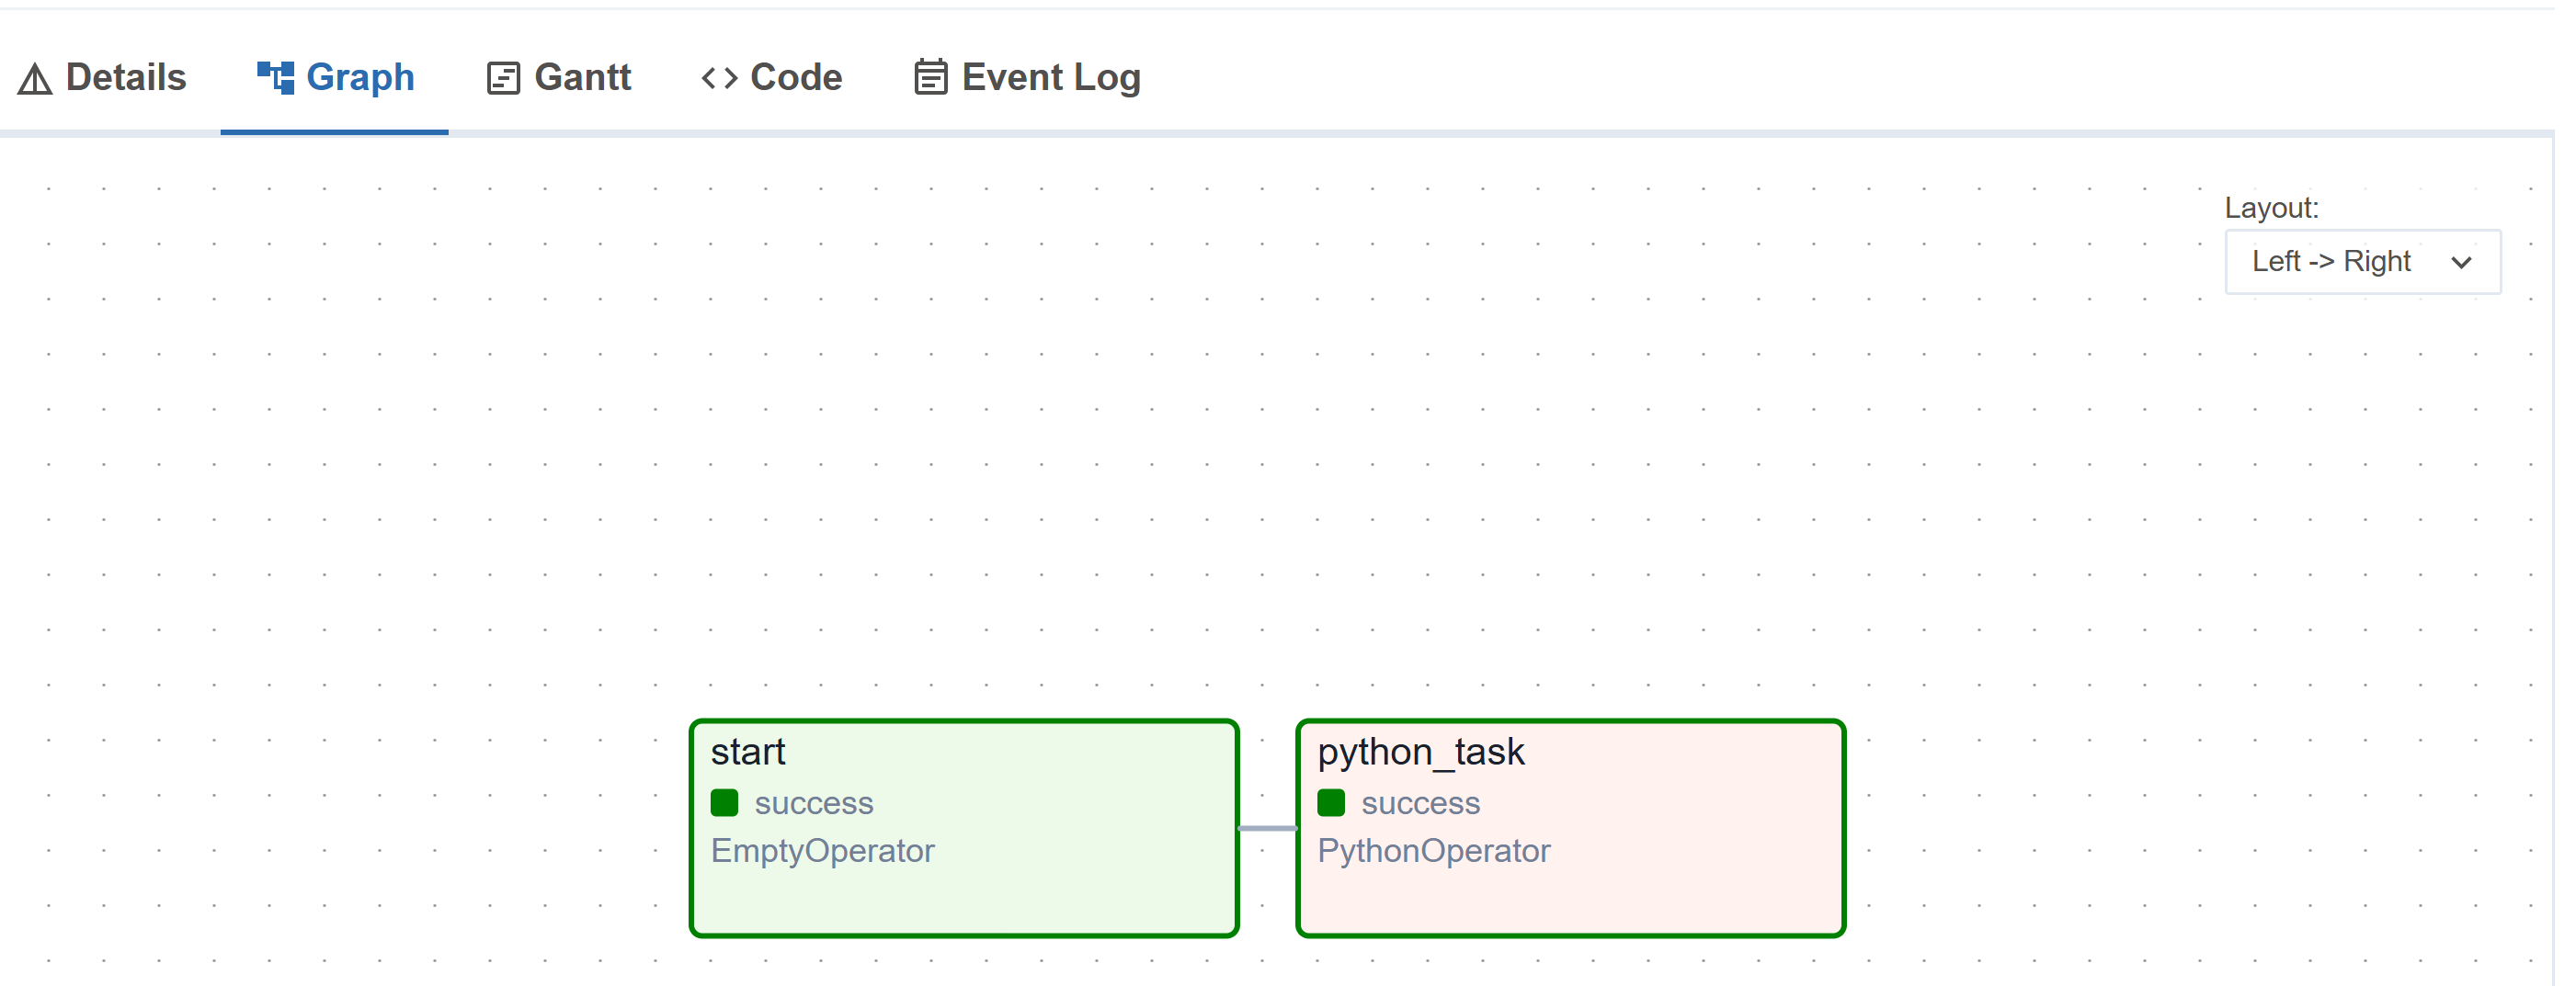 Details Graph Gantt Code Event Log
Layout:
Left -> Right
start
success
EmptyOperator
python_task
success
PythonOperator